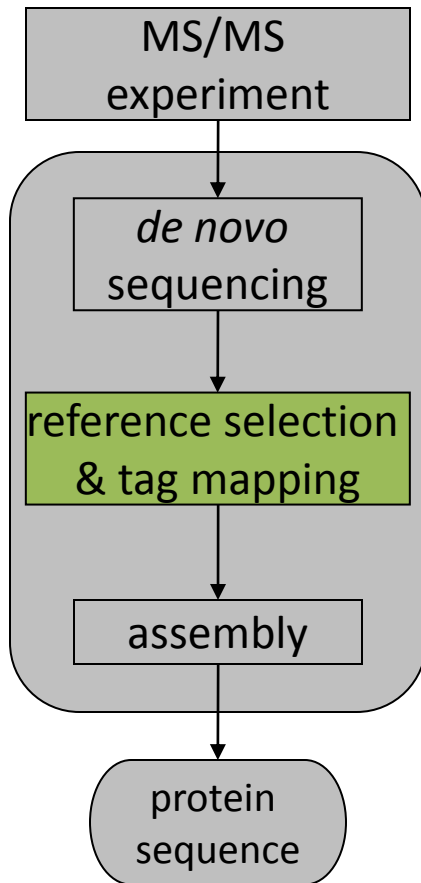 MS/MS
experiment
de novo
sequencing
reference selection
& tag mapping
assembly
protein
sequence